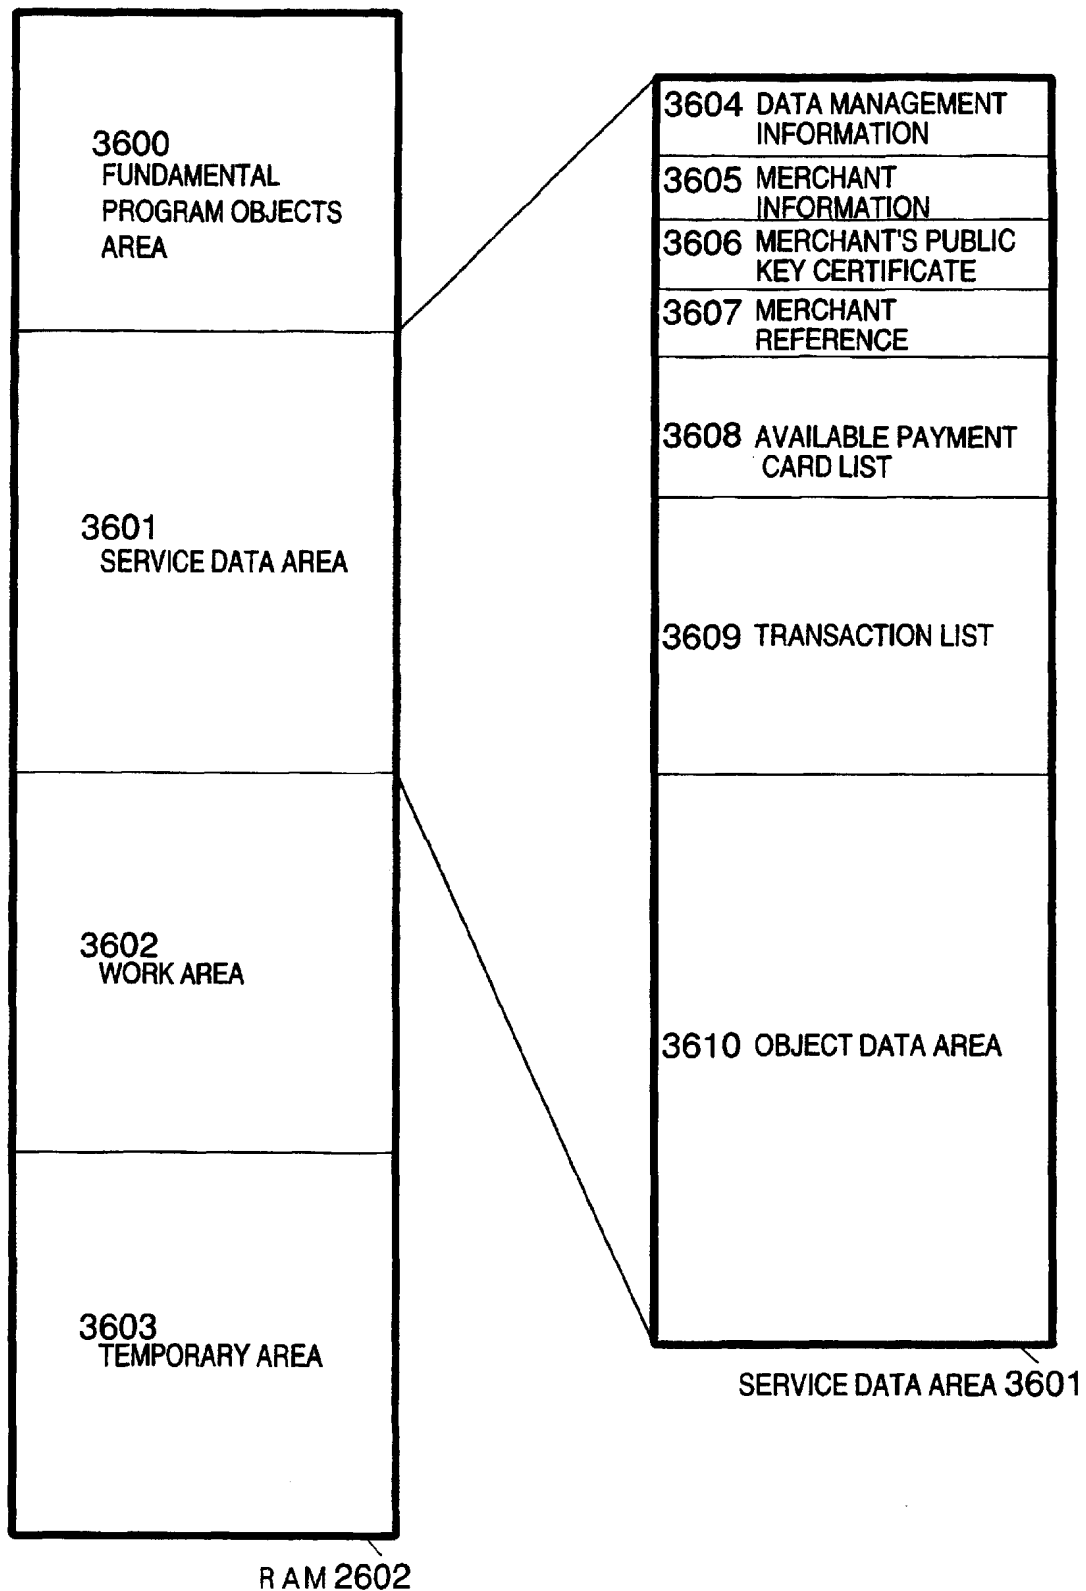 3600
FUNDAMENTAL
PROGRAM OBJECTS
AREA
3601
SERVICE DATA AREA
3602
WORK AREA
3603
TEMPORARY AREA
RAM 2602
3604 DATA MANAGEMENT
INFORMATION
3605 MERCHANT
INFORMATION
3606 MERCHANT'S PUBLIC
KEY CERTIFICATE
3607 MERCHANT
REFERENCE
3608 AVAILABLE PAYMENT
CARD LIST
3609 TRANSACTION LIST
3610 OBJECT DATA AREA
SERVICE DATA AREA 3601